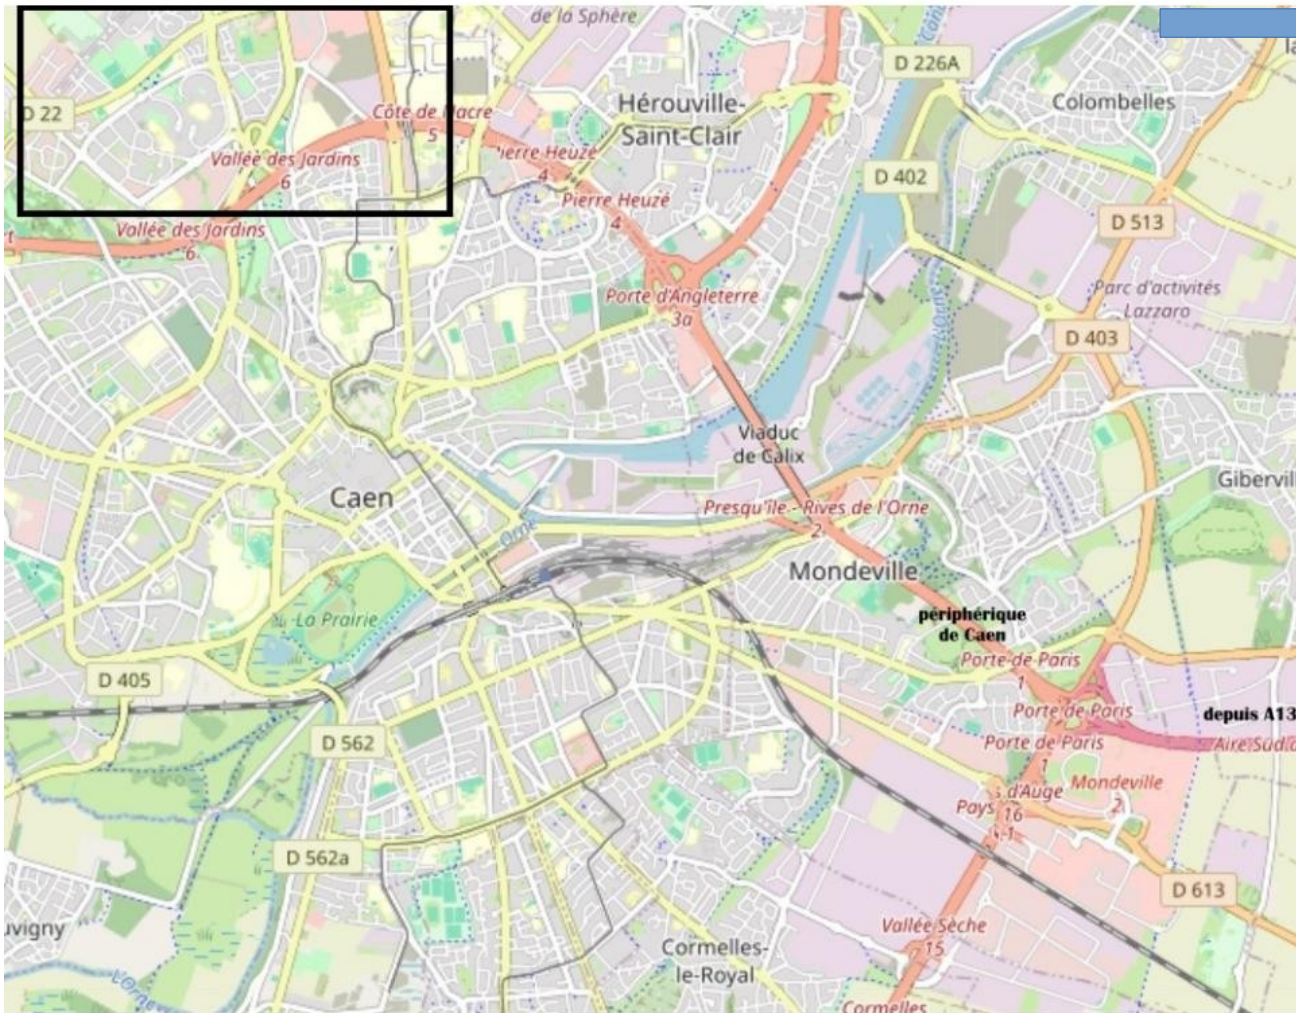 de la Sphère
D 226A
la
Colombelles
D 22
Hérouville-
Saint-Clair
Côte de Nacre
5
Vallée des Jardins
6
ierre Heuzé
4
D 402
Pierre Heuzé
4
D 513
Vallée des Jardins
6
t
Porte d'Angleterre
3a
Parc d'activités
Lazzaro
D 403
Viaduc
de Calix
Caen
Gibervill
Presqu'île - Rives de l'Orne
2
Orne
Mondeville
La Prairie
périphérique
de Caen
Porte de Paris
1
D 405
Porte de Paris
depuis A13
D 562
Porte de Paris
1
Aire Sud d
Mondeville
2
s d'Auge
Pays
16
1
D 562a
D 613
uvigny
Vallée Sèche
15
Cormelles-
le-Royal
L'Orne
Cormelles